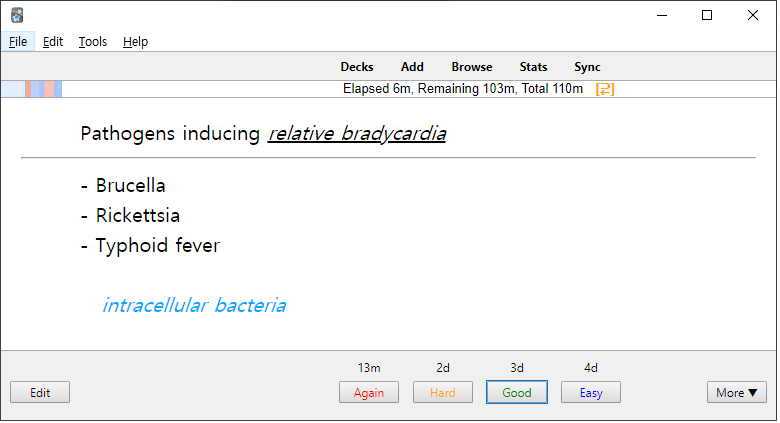 File Edit Tools Help
Decks Add Browse Stats Sync
Elapsed 6m, Remaining 103m, Total 110m
Pathogens inducing relative bradycardia
- Brucella
- Rickettsia
- Typhoid fever
intracellular bacteria
13m 2d 3d 4d
Edit Again Hard Good Easy More ▼